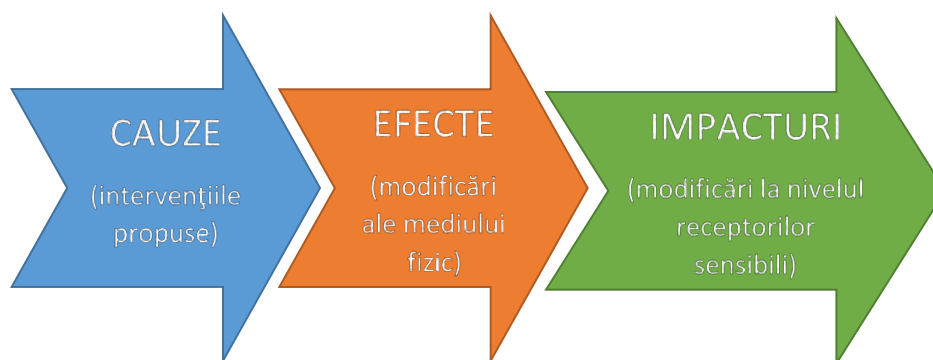 CAUZE
(intervenţiile
propuse)
EFECTE
(modificări
ale mediului
fizic)
IMPACTURI
(modificări la nivelul
receptorilor
sensibili)